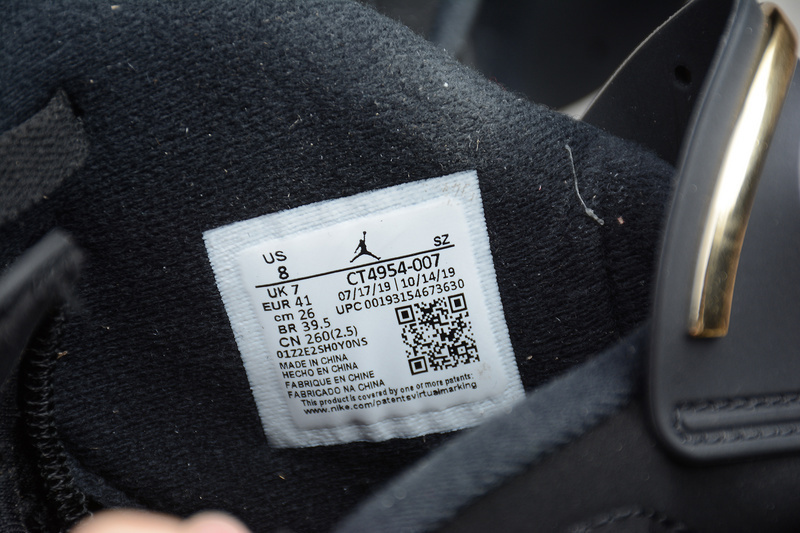 US
8
SZ
UK 7
CT4954-007
EUR 41
07/17/19 | 10/14/19
cm 26
UPC 00193154673630
BR 39.5
CN 260(2.5)
01Z2E2SH0Y0NS
MADE IN CHINA
HECHO EN CHINA
FABRIQUE EN CHINE
FABRICADO NA CHINA
This product is covered by one or more patents:
www.nike.com/patentsvirtualmarking